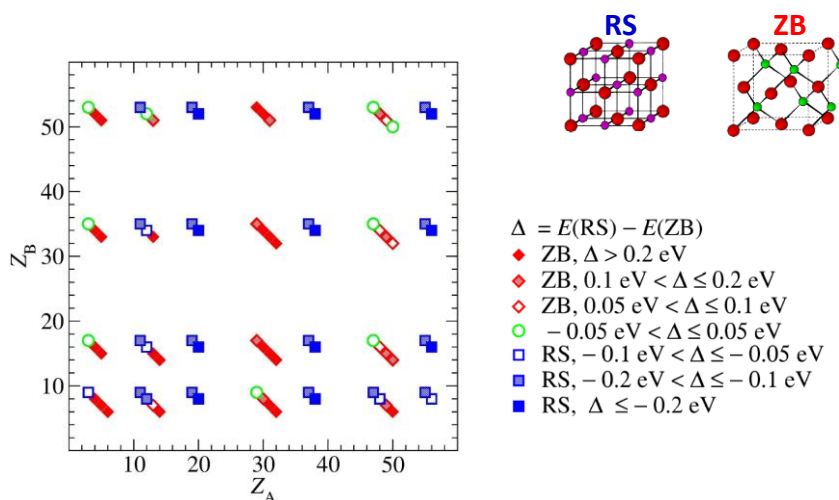 RS
ZB
50
40
30
20
10
Z_B
10
20
30
40
50
Z_A
Δ = E(RS) − E(ZB)
ZB, Δ > 0.2 eV
ZB, 0.1 eV < Δ ≤ 0.2 eV
ZB, 0.05 eV < Δ ≤ 0.1 eV
− 0.05 eV < Δ ≤ 0.05 eV
RS, − 0.1 eV < Δ ≤ − 0.05 eV
RS, − 0.2 eV < Δ ≤ − 0.1 eV
RS, Δ ≤ − 0.2 eV